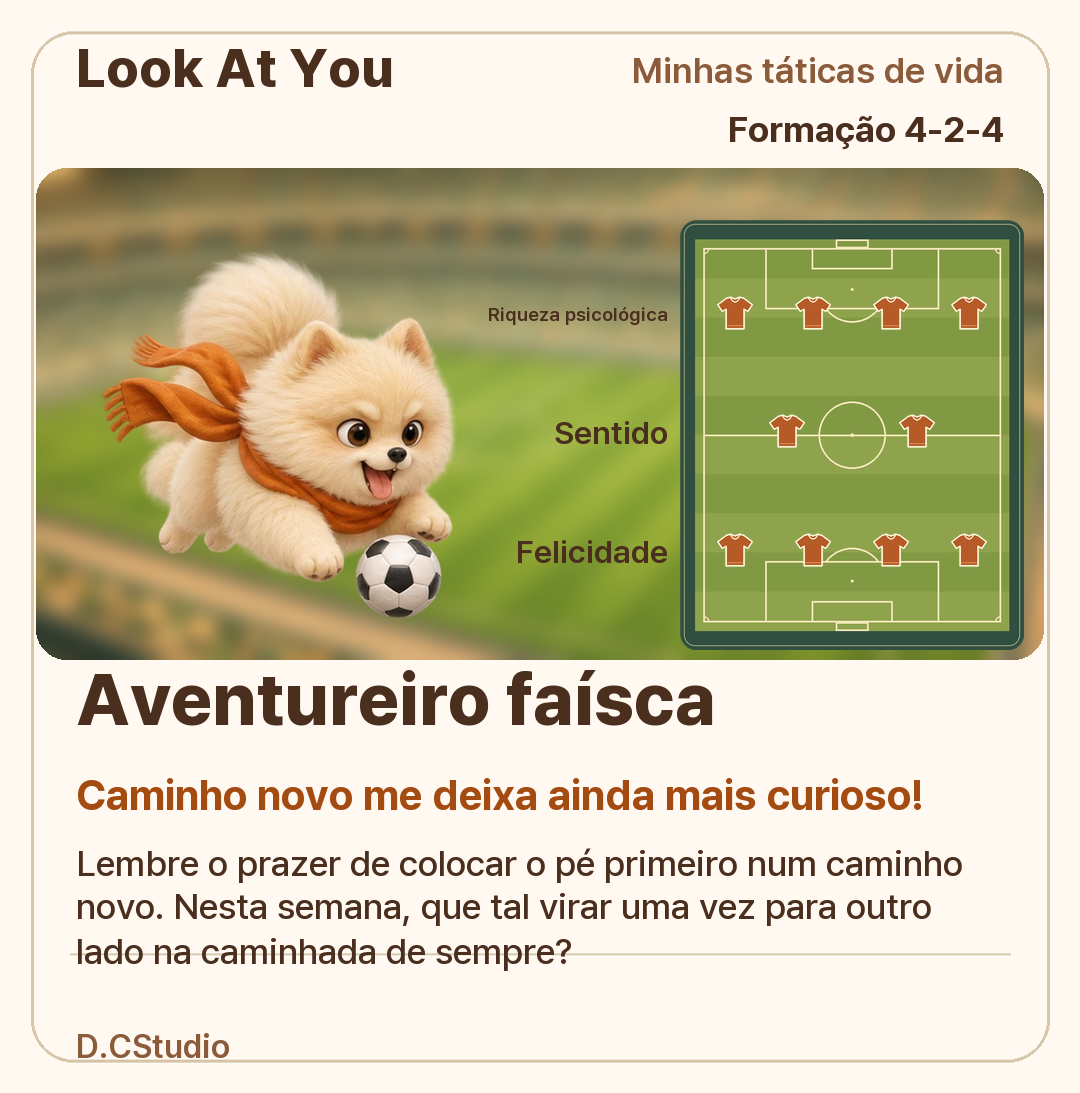 Look At You
Minhas táticas de vida
Formação 4-2-4
Riqueza psicológica
Sentido
Felicidade
Aventureiro faísca
Caminho novo me deixa ainda mais curioso!
Lembre o prazer de colocar o pé primeiro num caminho
novo. Nesta semana, que tal virar uma vez para outro
lado na caminhada de sempre?
D.CStudio